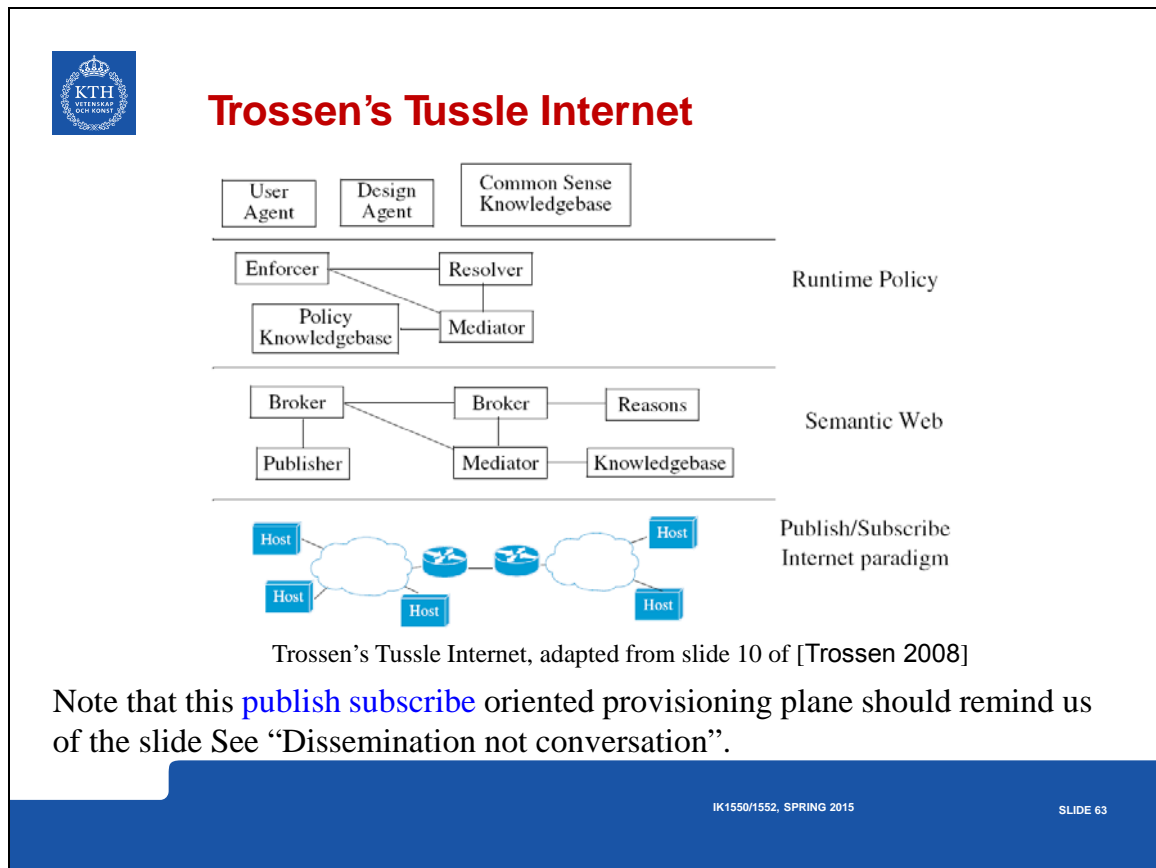 KTH
VETENSKAP
OCH KONST
Trossen's Tussle Internet
User
Agent
Design
Agent
Common Sense
Knowledgebase
Enforcer
Resolver
Runtime Policy
Policy
Knowledgebase
Mediator
Broker
Broker
Reasons
Semantic Web
Publisher
Mediator
Knowledgebase
Host
Host
Publish/Subscribe
Internet paradigm
Host
Host
Host
Trossen's Tussle Internet, adapted from slide 10 of [Trossen 2008]
Note that this publish subscribe oriented provisioning plane should remind us
of the slide See “Dissemination not conversation”.
IK1550/1552, SPRING 2015
SLIDE 63